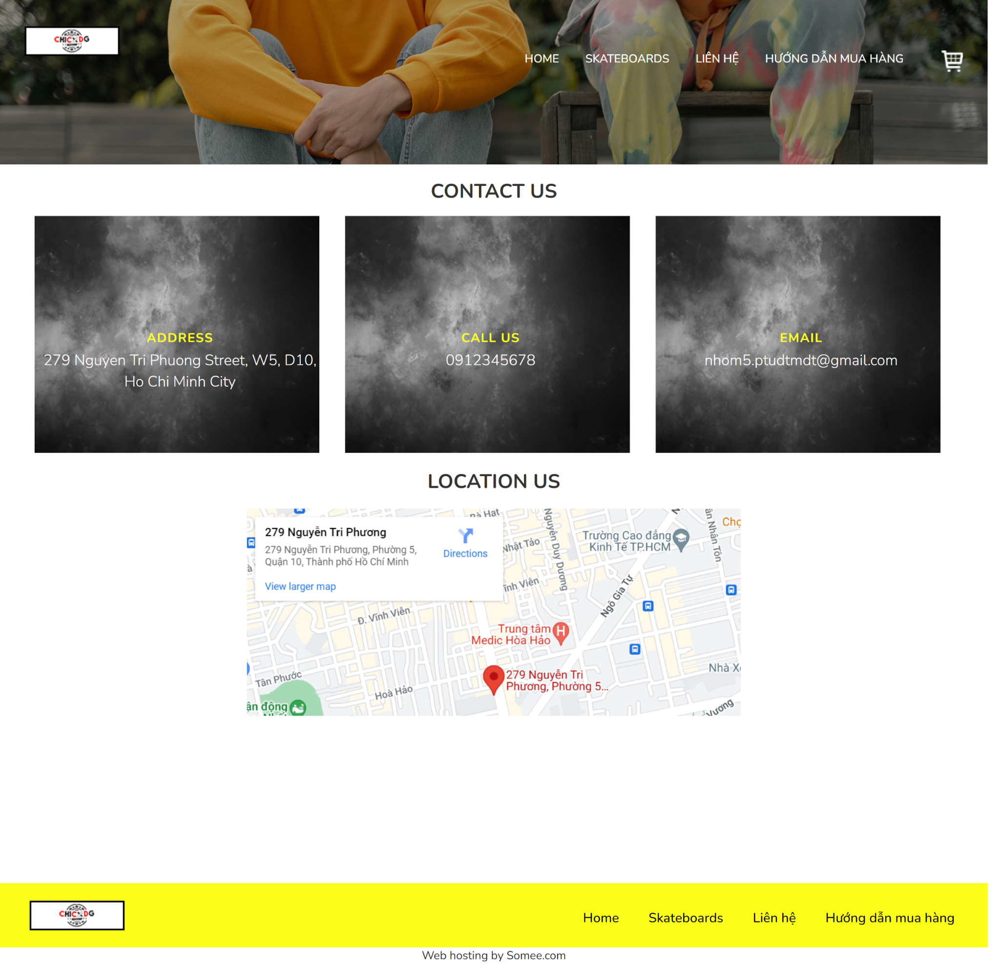 CHICXDG
HOME SKATEBOARDS LIÊN HỆ HƯỚNG DẪN MUA HÀNG
CONTACT US
ADDRESS
279 Nguyen Tri Phuong Street, W5, D10,
Ho Chi Minh City
CALL US
0912345678
EMAIL
nhom5.ptudtmdt@gmail.com
LOCATION US
279 Nguyễn Tri Phương
279 Nguyễn Tri Phương, Phường 5,
Quận 10, Thành phố Hồ Chí Minh
Directions
View larger map
Bà Hạt
Nhật Tảo
Nguyễn Duy Dương
Trường Cao đẳng
Kinh Tế TP.HCM
ần Nhân Tôn
Chợ
ĩnh Viễn
Ngô Gia Tự
Đ. Vĩnh Viễn
Trung tâm
Medic Hòa Hảo
279 Nguyễn Tri
Phương, Phường 5...
Nhà X
Tân Phước
Hoà Hảo
ận động
Vương
CHICXDG
Home Skateboards Liên hệ Hướng dẫn mua hàng
Web hosting by Somee.com